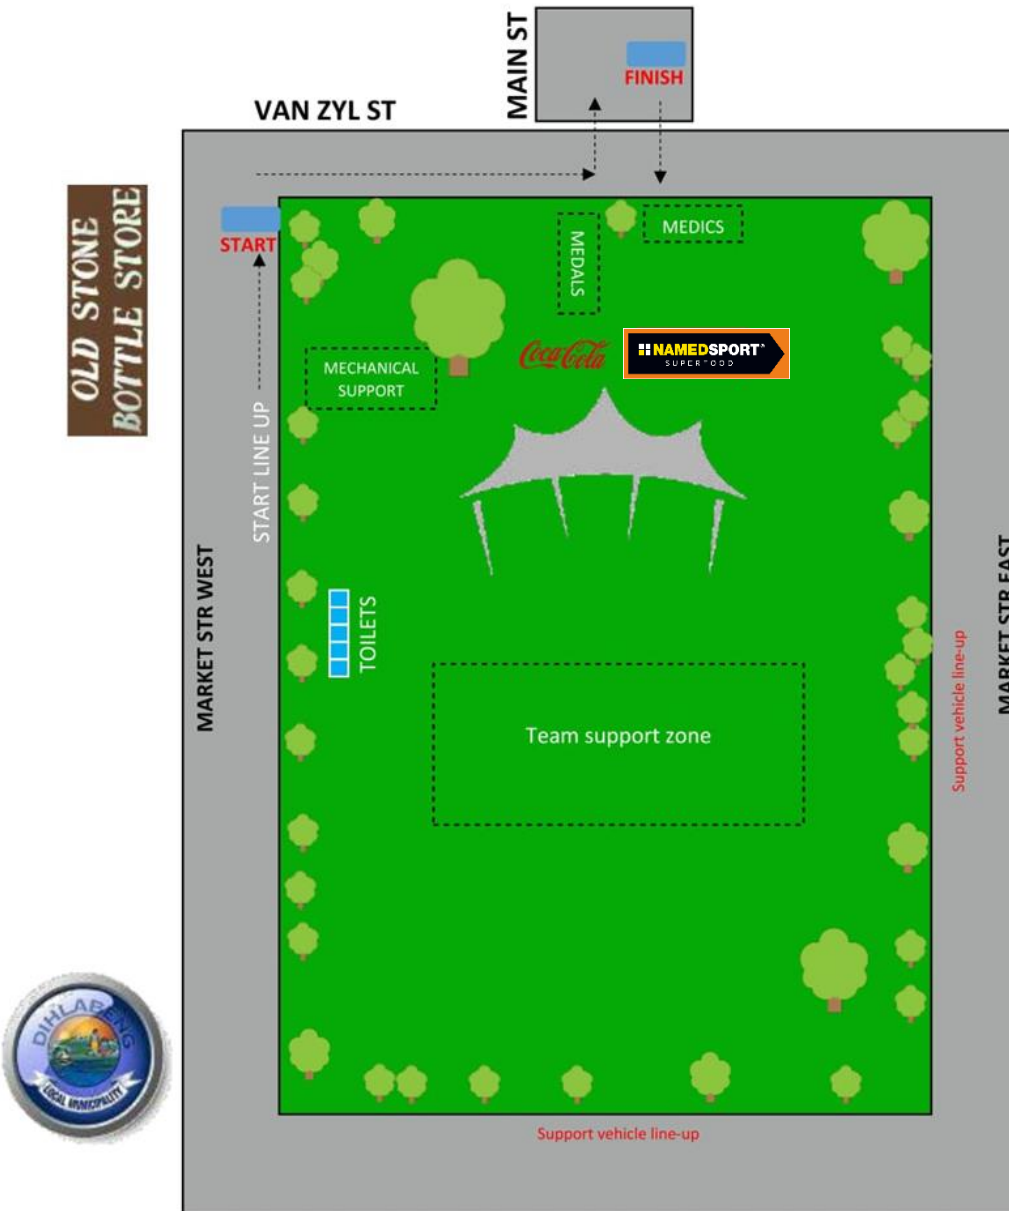 MAIN ST
FINISH
VAN ZYL ST
OLD STONE
BOTTLE STORE
START
MEDALS
MEDICS
Coca-Cola
NAMEDSPORT
SUPERFOOD
MECHANICAL
SUPPORT
START LINE UP
MARKET STR WEST
TOILETS
MARKET STR EAST
Support vehicle line-up
Team support zone
DIHLABENG
LOCAL MUNICIPALITY
Support vehicle line-up